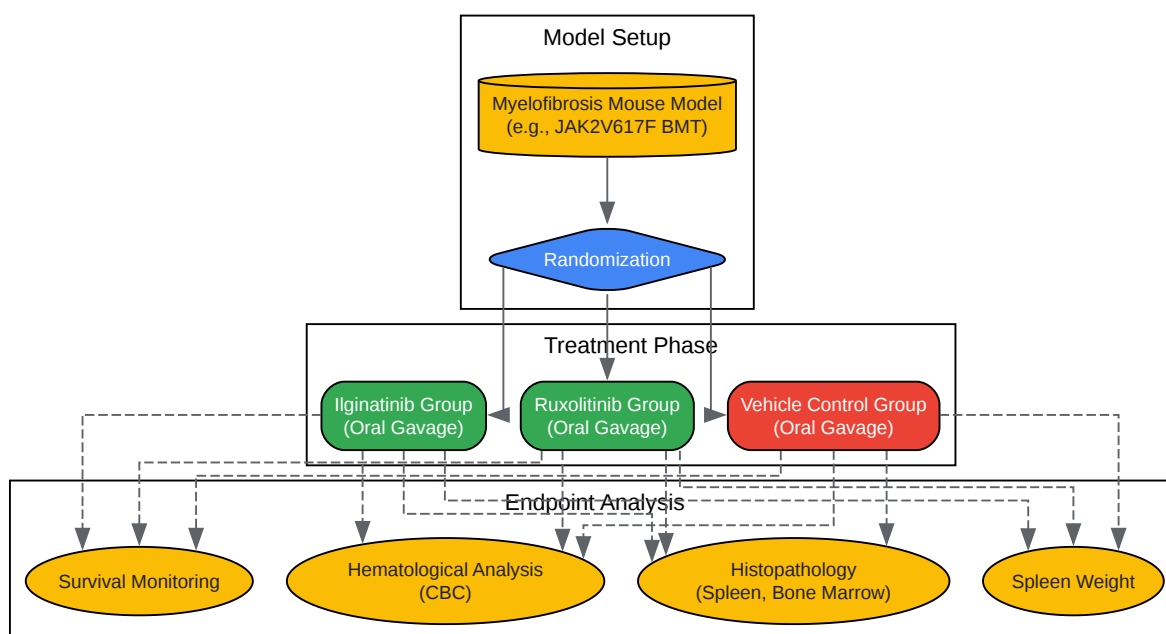 Model Setup
Myelofibrosis Mouse Model
(e.g., JAK2V617F BMT)
Randomization
Treatment Phase
Ilginatinib Group
(Oral Gavage)
Ruxolitinib Group
(Oral Gavage)
Vehicle Control Group
(Oral Gavage)
Endpoint Analysis
Survival Monitoring
Hematological Analysis
(CBC)
Histopathology
(Spleen, Bone Marrow)
Spleen Weight